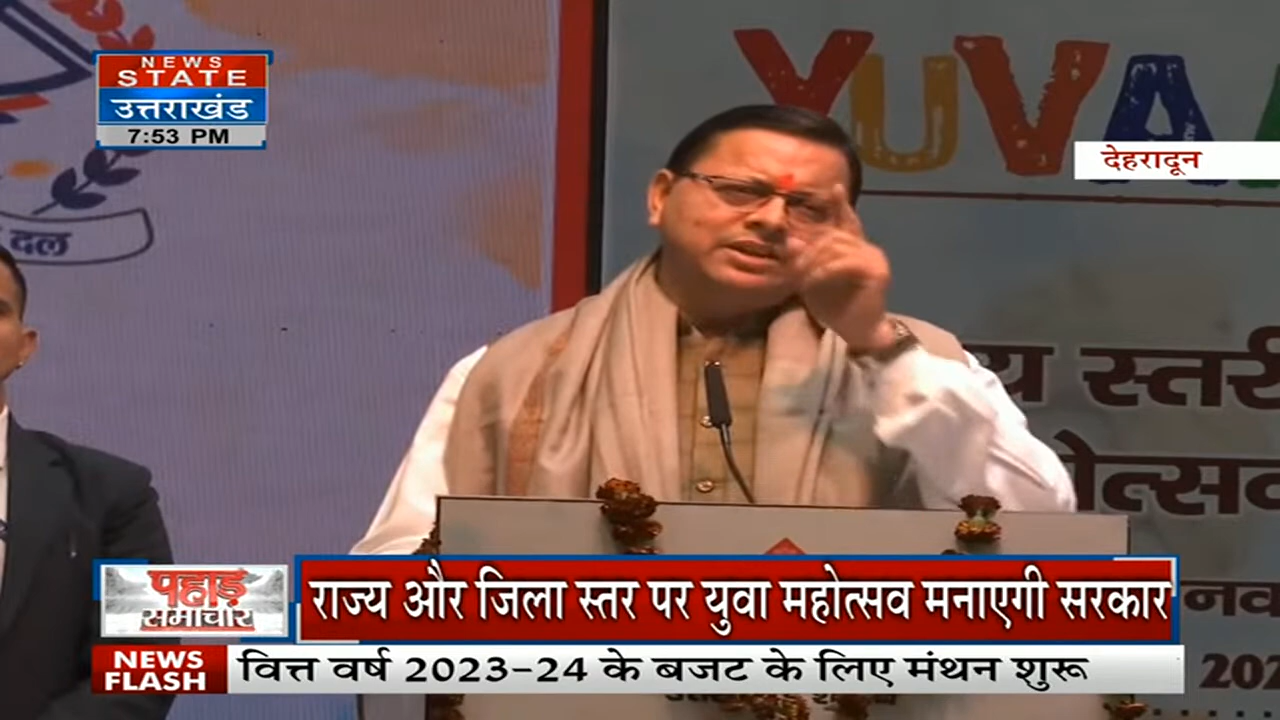 NEWS
STATE
उत्तराखंड
7:53 PM
YUVA
देहरादून
दल
स्तरी
पहाड़
समाचार
राज्य और जिला स्तर पर युवा महोत्सव मनाएगी सरकार
NEWS
FLASH
वित्त वर्ष 2023-24 के बजट के लिए मंथन शुरू
नव
202